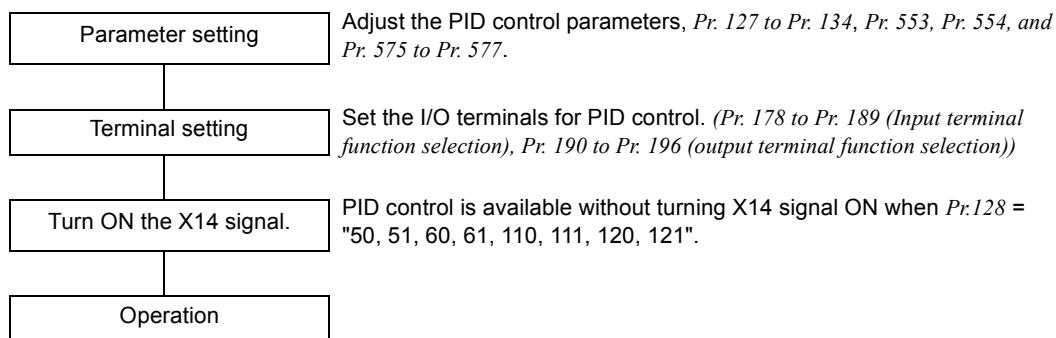 Parameter setting
Adjust the PID control parameters, Pr. 127 to Pr. 134, Pr. 553, Pr. 554, and
Pr. 575 to Pr. 577.
Terminal setting
Set the I/O terminals for PID control. (Pr. 178 to Pr. 189 (Input terminal
function selection), Pr. 190 to Pr. 196 (output terminal function selection))
Turn ON the X14 signal.
PID control is available without turning X14 signal ON when Pr.128 =
"50, 51, 60, 61, 110, 111, 120, 121".
Operation